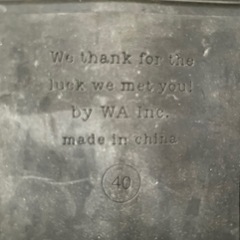 We thank for the
luck we met you!
by WA Inc.
made in china
40